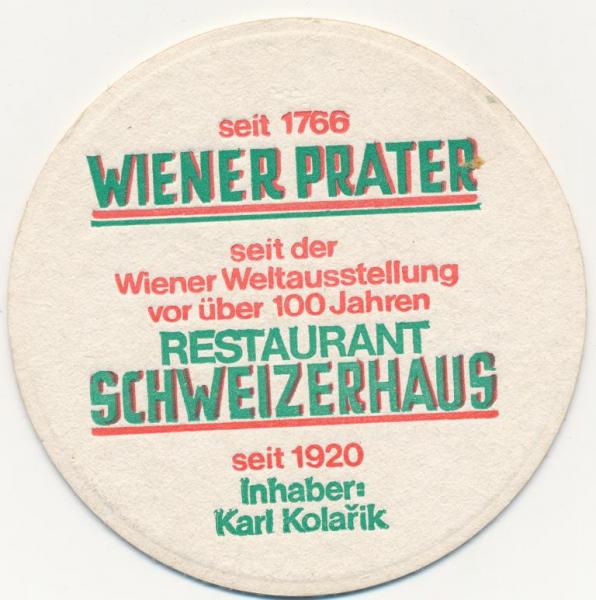 seit 1766
WIENER PRATER
seit der
Wiener Weltausstellung
vor über 100 Jahren
RESTAURANT
SCHWEIZERHAUS
seit 1920
Inhaber:
Karl Kolařik